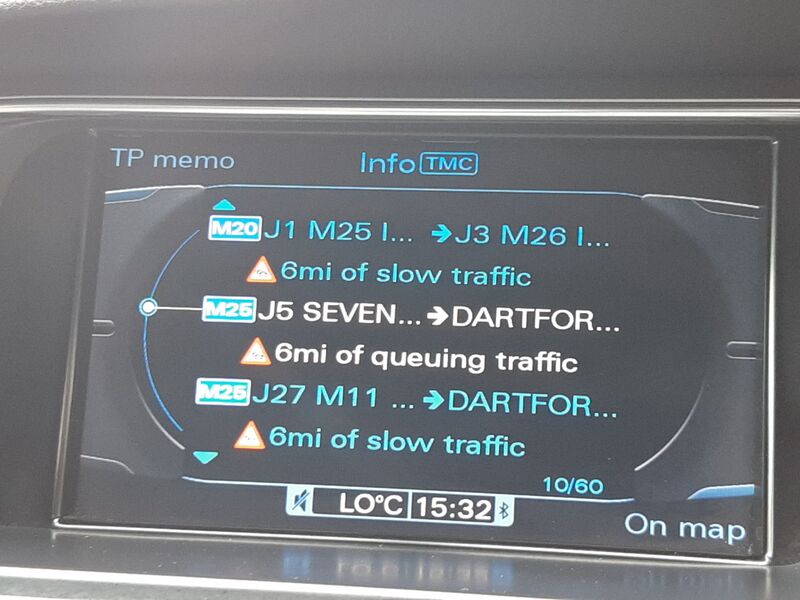 TP memo
Info TMC
M20 J1 M25 I... → J3 M26 I...
6mi of slow traffic
M25 J5 SEVEN... → DARTFOR...
6mi of queuing traffic
M25 J27 M11 ... → DARTFOR...
6mi of slow traffic
10/60
LO°C 15:32
On map